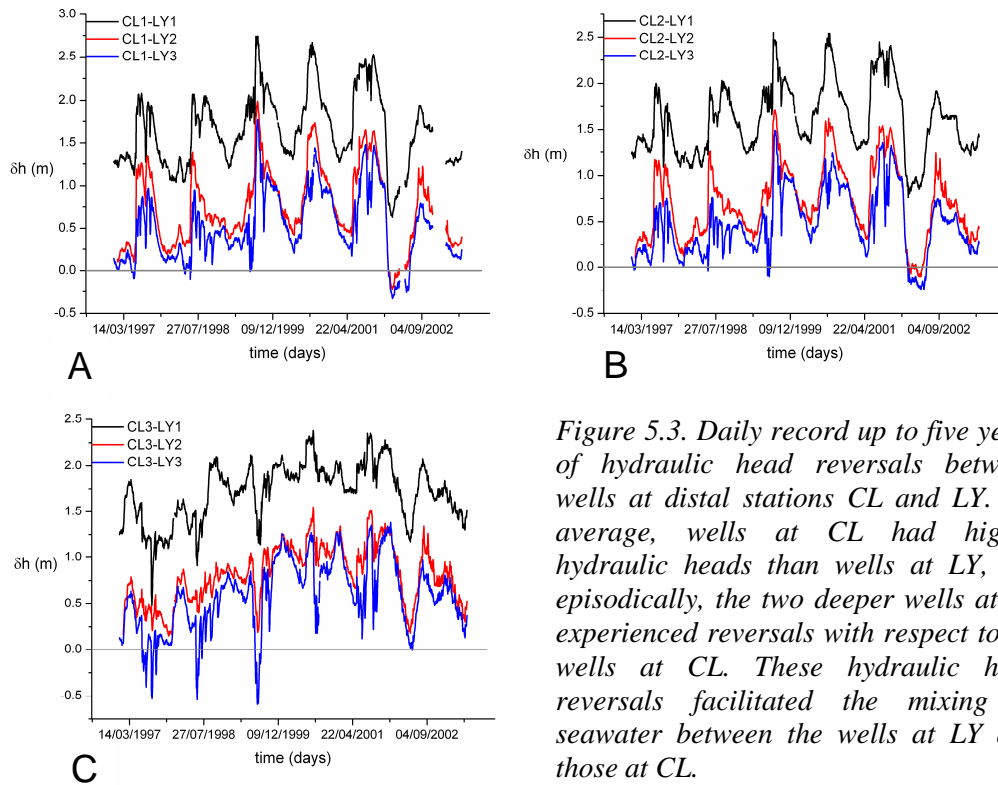 3.0
2.5
2.0
1.5
1.0
0.5
0.0
-0.5
δh (m)
CL1-LY1
CL1-LY2
CL1-LY3
14/03/1997 27/07/1998 09/12/1999 22/04/2001 04/09/2002
time (days)
A
2.5
2.0
1.5
1.0
0.5
0.0
-0.5
δh (m)
CL2-LY1
CL2-LY2
CL2-LY3
14/03/1997 27/07/1998 09/12/1999 22/04/2001 04/09/2002
time (days)
B
2.5
2.0
1.5
1.0
0.5
0.0
0.5
δh (m)
CL3-LY1
CL3-LY2
CL3-LY3
14/03/1997 27/07/1998 09/12/1999 22/04/2001 04/09/2002
time (days)
C
Figure 5.3. Daily record up to five ye
of hydraulic head reversals betw
wells at distal stations CL and LY.
average, wells at CL had hig
hydraulic heads than wells at LY,
episodically, the two deeper wells at
experienced reversals with respect to
wells at CL. These hydraulic h
reversals facilitated the mixing
seawater between the wells at LY
those at CL.